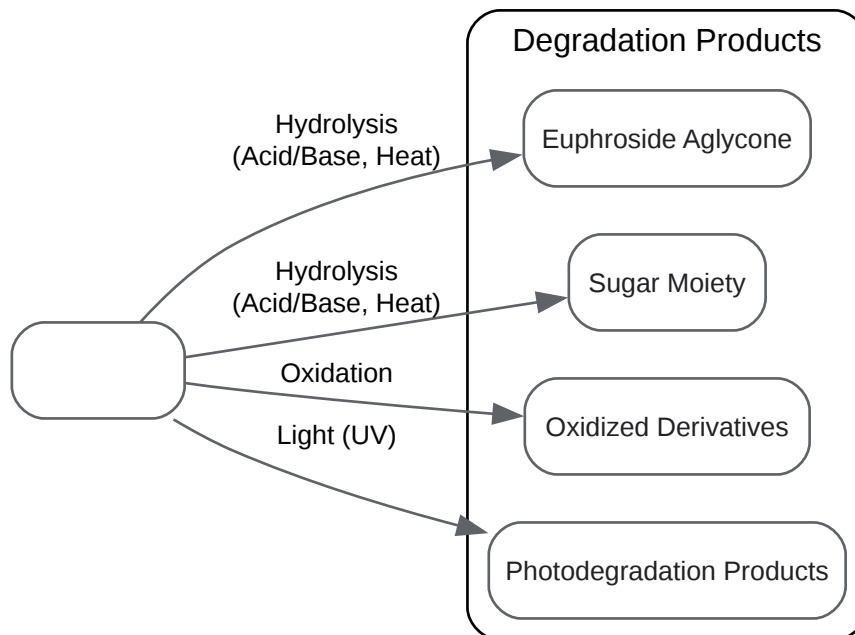 Degradation Products
Hydrolysis
(Acid/Base, Heat)
Euphroside Aglycone
Hydrolysis
(Acid/Base, Heat)
Sugar Moiety
Oxidation
Oxidized Derivatives
Light (UV)
Photodegradation Products